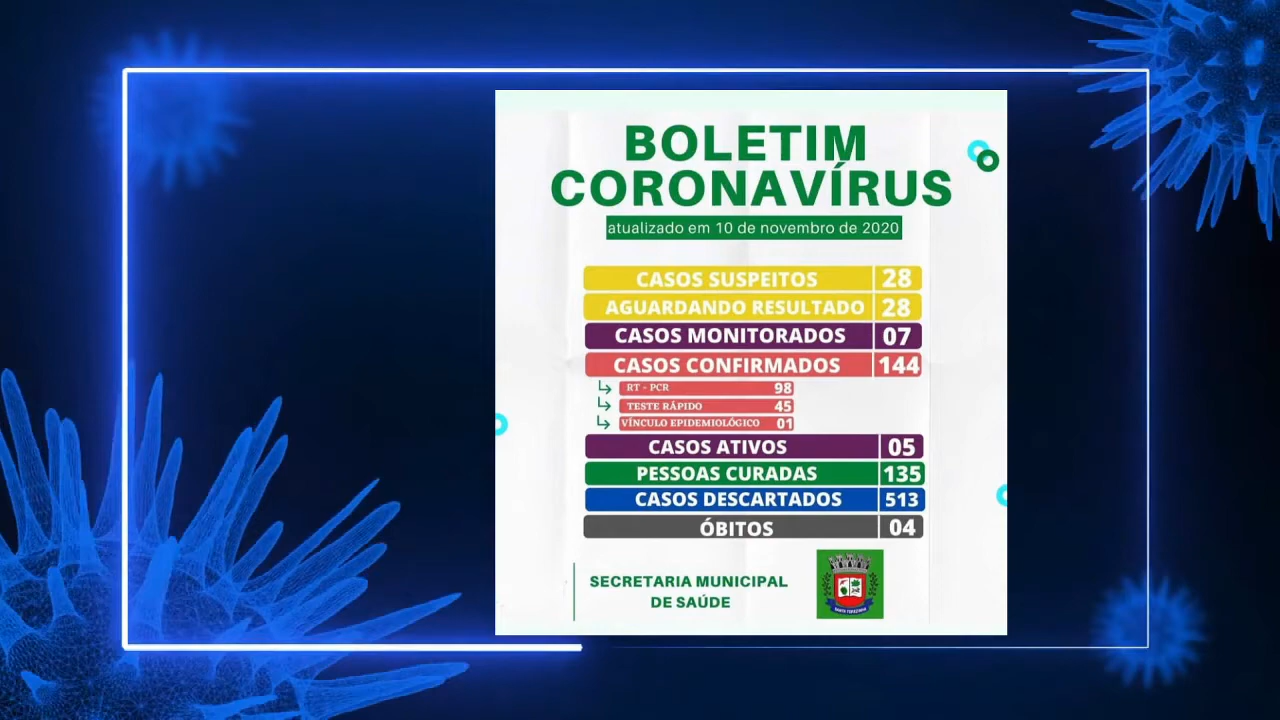 BOLETIM
CORONAVÍRUS
atualizado em 10 de novembro de 2020
CASOS SUSPEITOS 28
AGUARDANDO RESULTADO 28
CASOS MONITORADOS 07
CASOS CONFIRMADOS 144
RT - PCR 98
TESTE RÁPIDO 45
VÍNCULO EPIDEMIOLÓGICO 01
CASOS ATIVOS 05
PESSOAS CURADAS 135
CASOS DESCARTADOS 513
ÓBITOS 04
SECRETARIA MUNICIPAL
DE SAÚDE